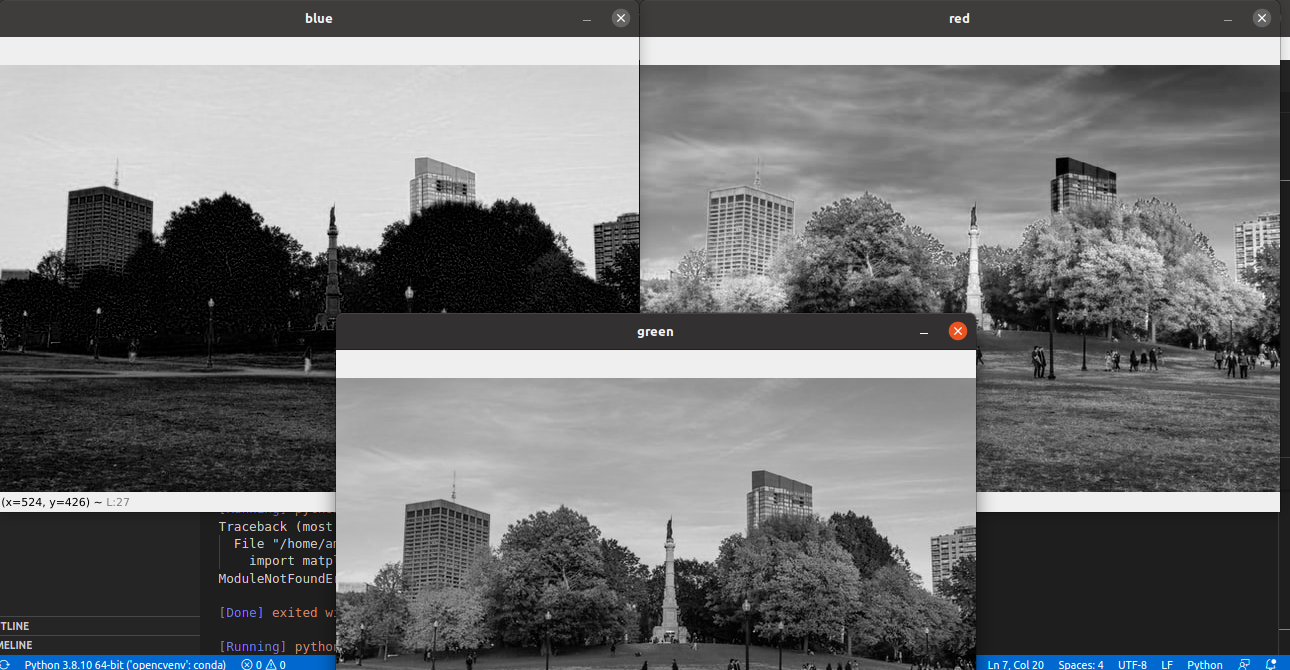 blue
red
green
(x=524, y=426) ~ L:27
Traceback (most
File "/home/a
import matp
ModuleNotFoundE
[Done] exited w
[Running] pytho
TLINE
MELINE
Python 3.8.10 64-bit ('opencvenv': conda) 0 0 Ln 7, Col 20 Spaces: 4 UTF-8 LF Python